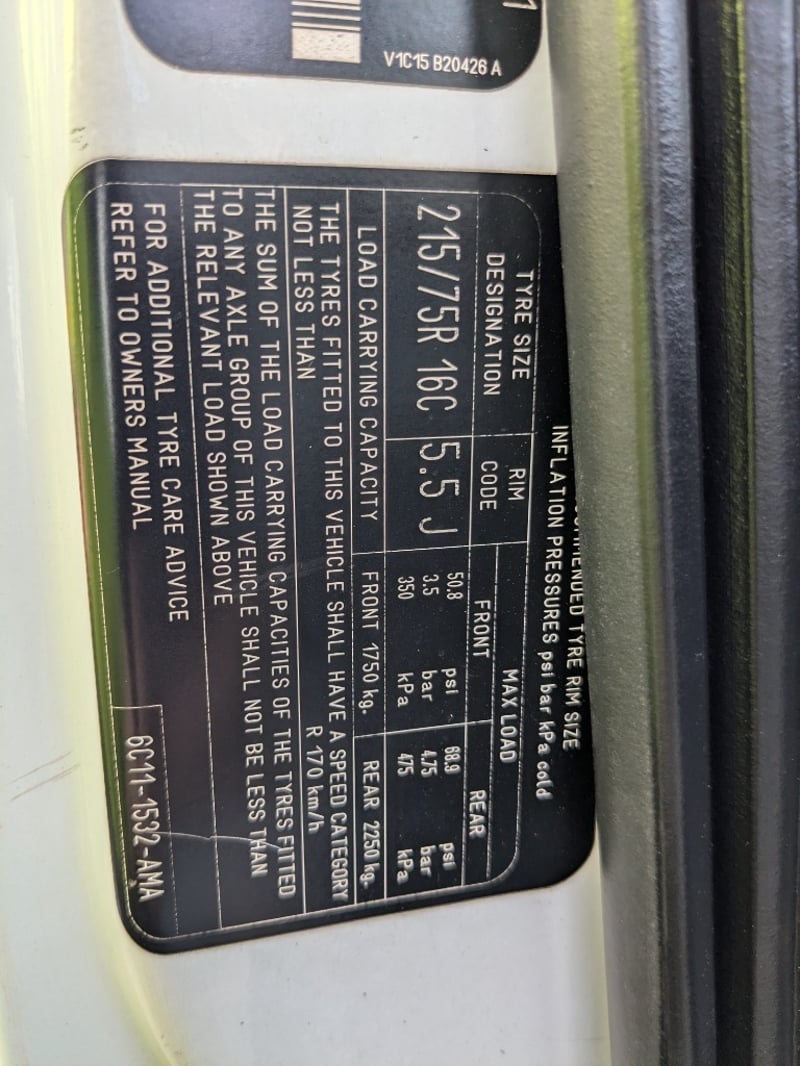 V1C15 B20426 A
TYRE RIM SIZE
INFLATION PRESSURES psi bar kPa cold
TYRE SIZE DESIGNATION
RIM CODE
MAX LOAD
FRONT
REAR
215/75R 16C
5.5 J
50.8 psi
3.5 bar
350 kPa
68.9 psi
4.75 bar
475 kPa
LOAD CARRYING CAPACITY
FRONT 1750 kg.
REAR 2250 kg.
THE TYRES FITTED TO THIS VEHICLE SHALL HAVE A SPEED CATEGORY
NOT LESS THAN R 170 km/h
THE SUM OF THE LOAD CARRYING CAPACITIES OF THE TYRES FITTED
TO ANY AXLE GROUP OF THIS VEHICLE SHALL NOT BE LESS THAN
THE RELEVANT LOAD SHOWN ABOVE
FOR ADDITIONAL TYRE CARE ADVICE
REFER TO OWNERS MANUAL
6C11-1532-AMA